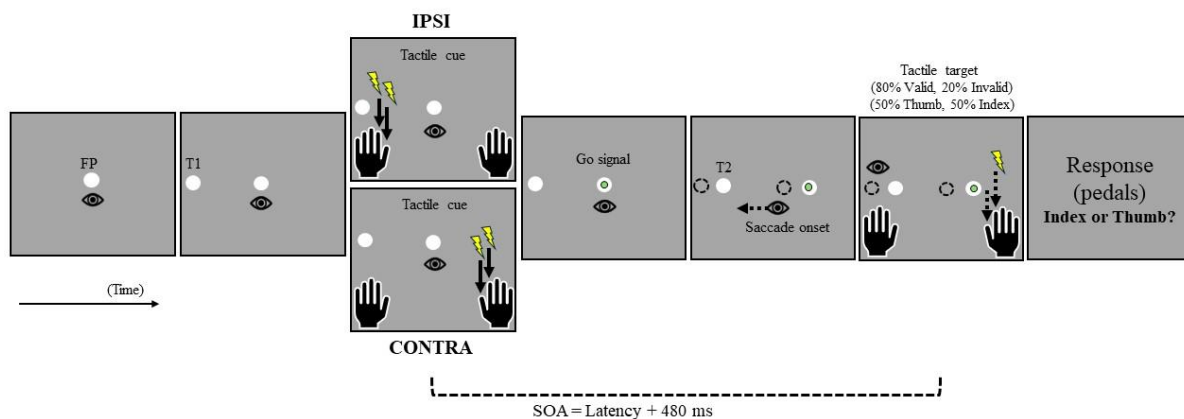 IPSI
Tactile cue
FP
T1
Tactile cue
CONTRA
Go signal
T2
Saccade onset
Tactile target
(80% Valid, 20% Invalid)
(50% Thumb, 50% Index)
Response
(pedals)
Index or Thumb?
(Time)
SOA = Latency + 480 ms